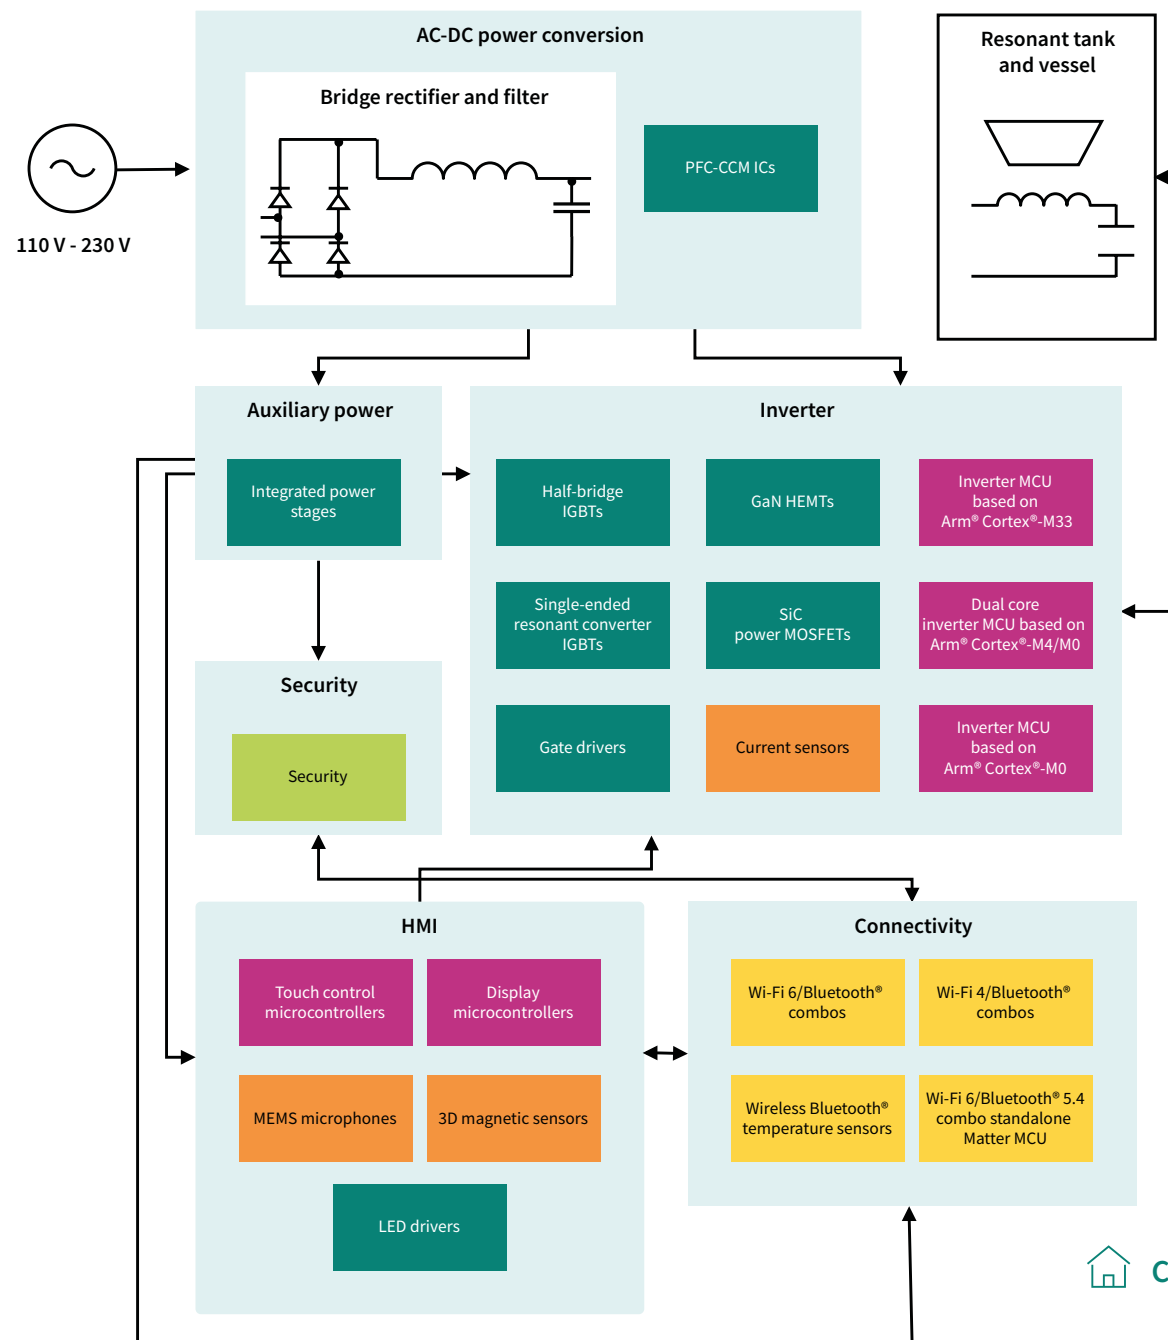 AC-DC power conversion
Resonant tank
and vessel
Bridge rectifier and filter
PFC-CCM ICs
110 V - 230 V
Auxiliary power
Integrated power
stages
Inverter
Half-bridge
IGBTs
GaN HEMTs
Inverter MCU
based on
Arm® Cortex®-M33
Single-ended
resonant converter
IGBTs
SiC
power MOSFETs
Dual core
inverter MCU based on
Arm® Cortex®-M4/M0
Gate drivers
Current sensors
Inverter MCU
based on
Arm® Cortex®-M0
Security
Security
HMI
Touch control
microcontrollers
Display
microcontrollers
MEMS microphones
3D magnetic sensors
LED drivers
Connectivity
Wi-Fi 6/Bluetooth®
combos
Wi-Fi 4/Bluetooth®
combos
Wireless Bluetooth®
temperature sensors
Wi-Fi 6/Bluetooth® 5.4
combo standalone
Matter MCU